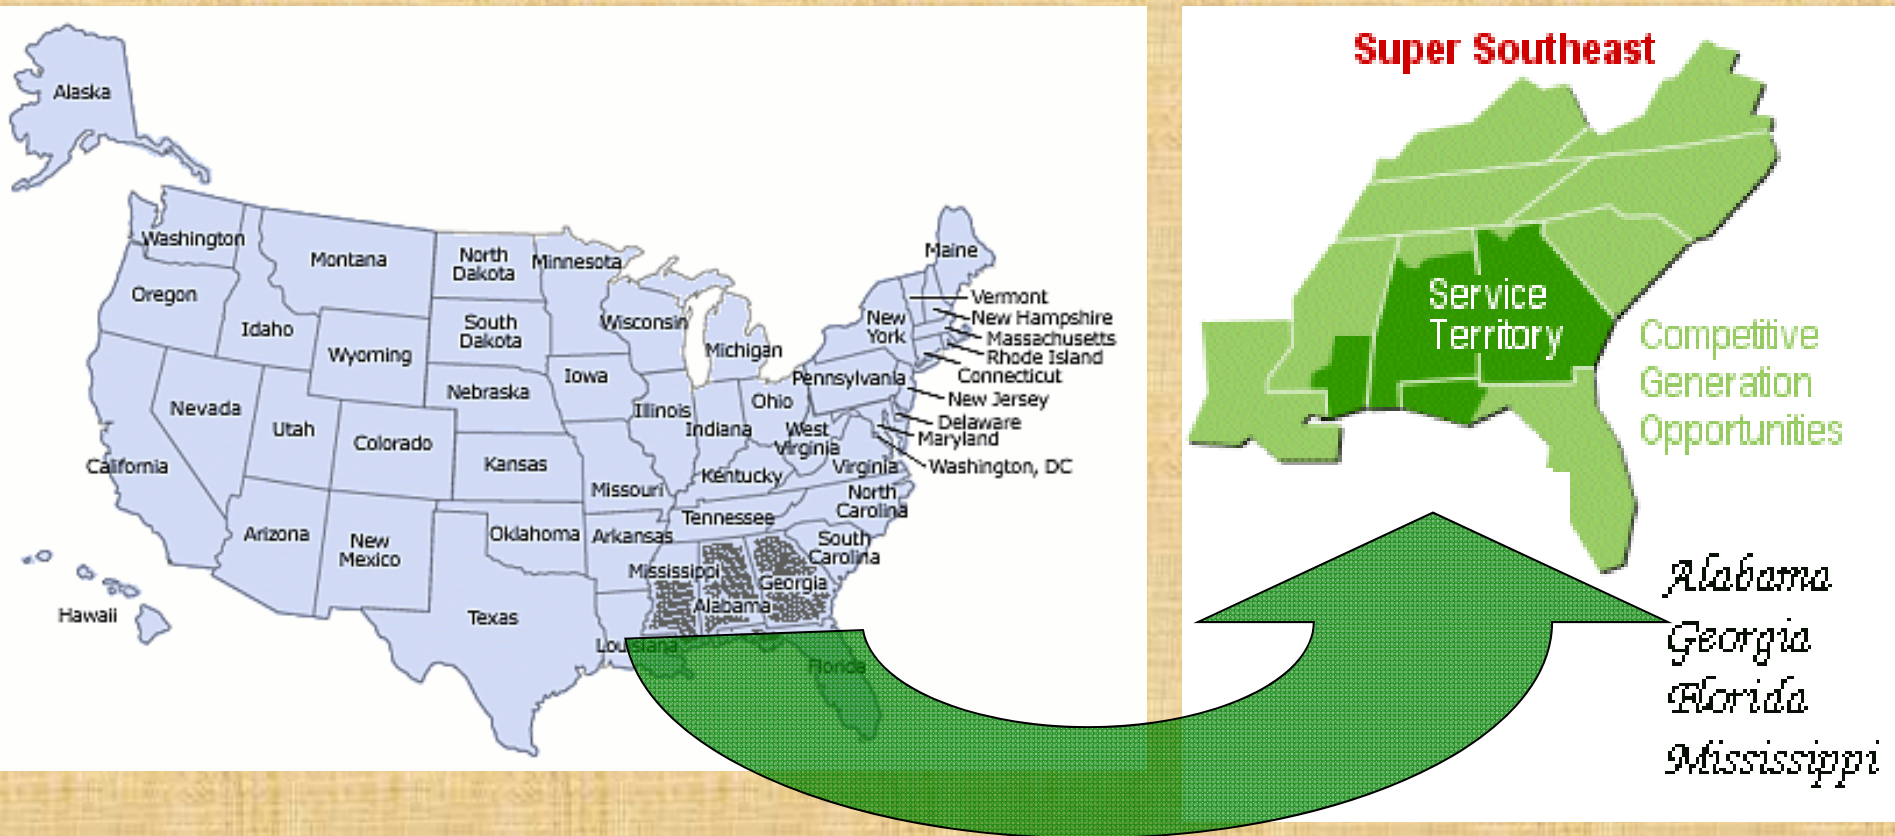 Alaska
Washington
Montana
North
Dakota
Minnesota
Maine
Oregon
Idaho
Wyoming
South
Dakota
Wisconsin
Michigan
New
York
Vermont
New Hampshire
Massachusetts
Rhode Island
Connecticut
New Jersey
Delaware
Maryland
Washington, DC
Pennsylvania
Nebraska
Iowa
Nevada
Utah
Colorado
Illinois
Indiana
Ohio
West
Virginia
Virginia
California
Kansas
Missouri
Kentucky
North
Carolina
Tennessee
Arizona
New
Mexico
Oklahoma
Arkansas
South
Carolina
Mississippi
Georgia
Alabama
Hawaii
Texas
Louisiana
Florida
Super Southeast
Service
Territory
Competitive
Generation
Opportunities
Alabama
Georgia
Florida
Mississippi